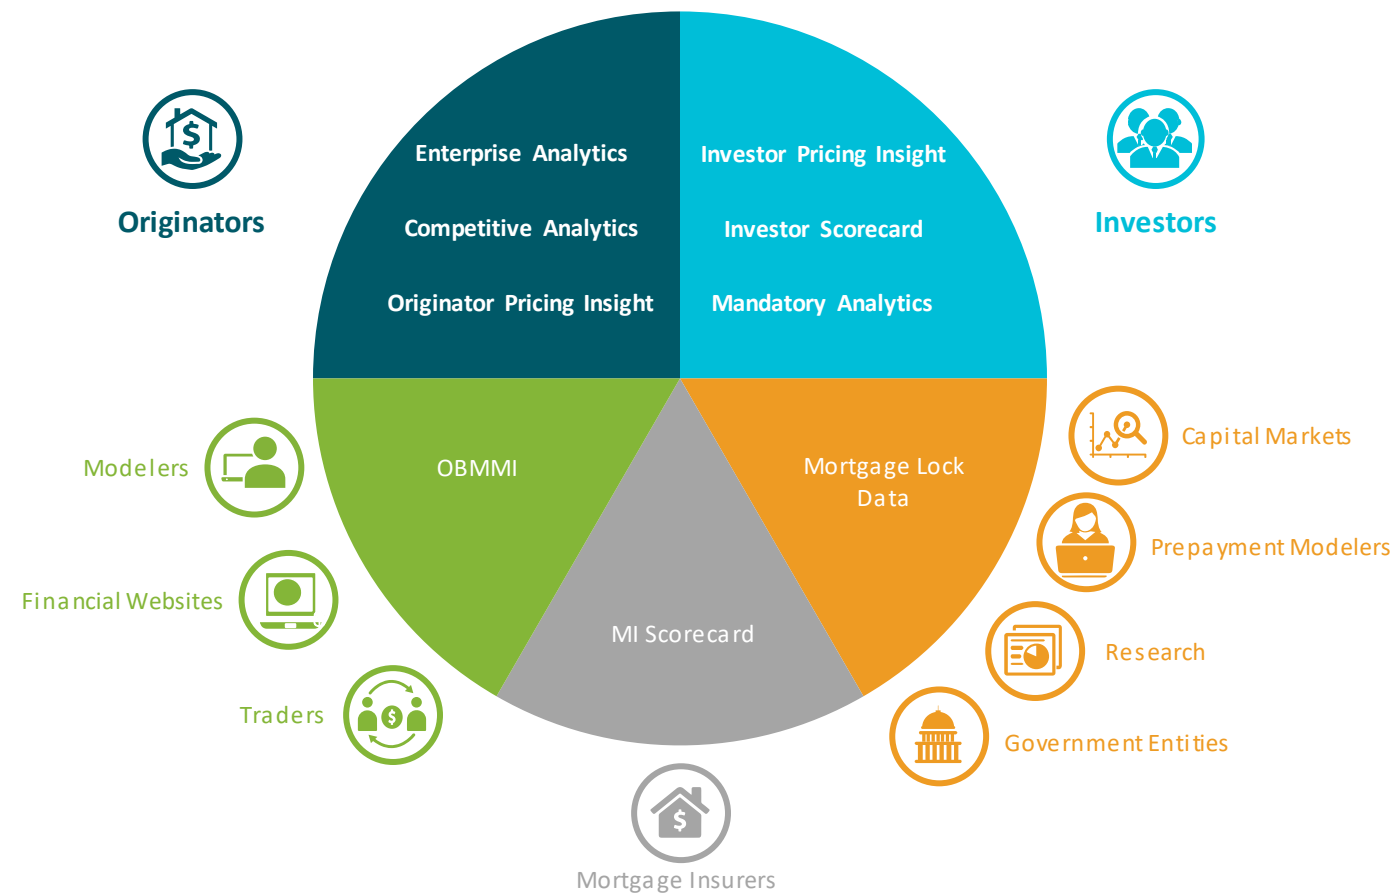 Originators
Enterprise Analytics
Competitive Analytics
Originator Pricing Insight
Investor Pricing Insight
Investor Scorecard
Mandatory Analytics
Investors
Modelers
Financial Websites
Traders
OBMMI
MI Scorecard
Mortgage Insurers
Mortgage Lock
Data
Capital Markets
Prepayment Modelers
Research
Government Entities